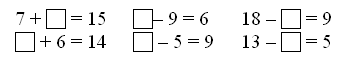 7 + □ = 15 □ – 9 = 6 18 – □ = 9
□ + 6 = 14 □ – 5 = 9 13 – □ = 5